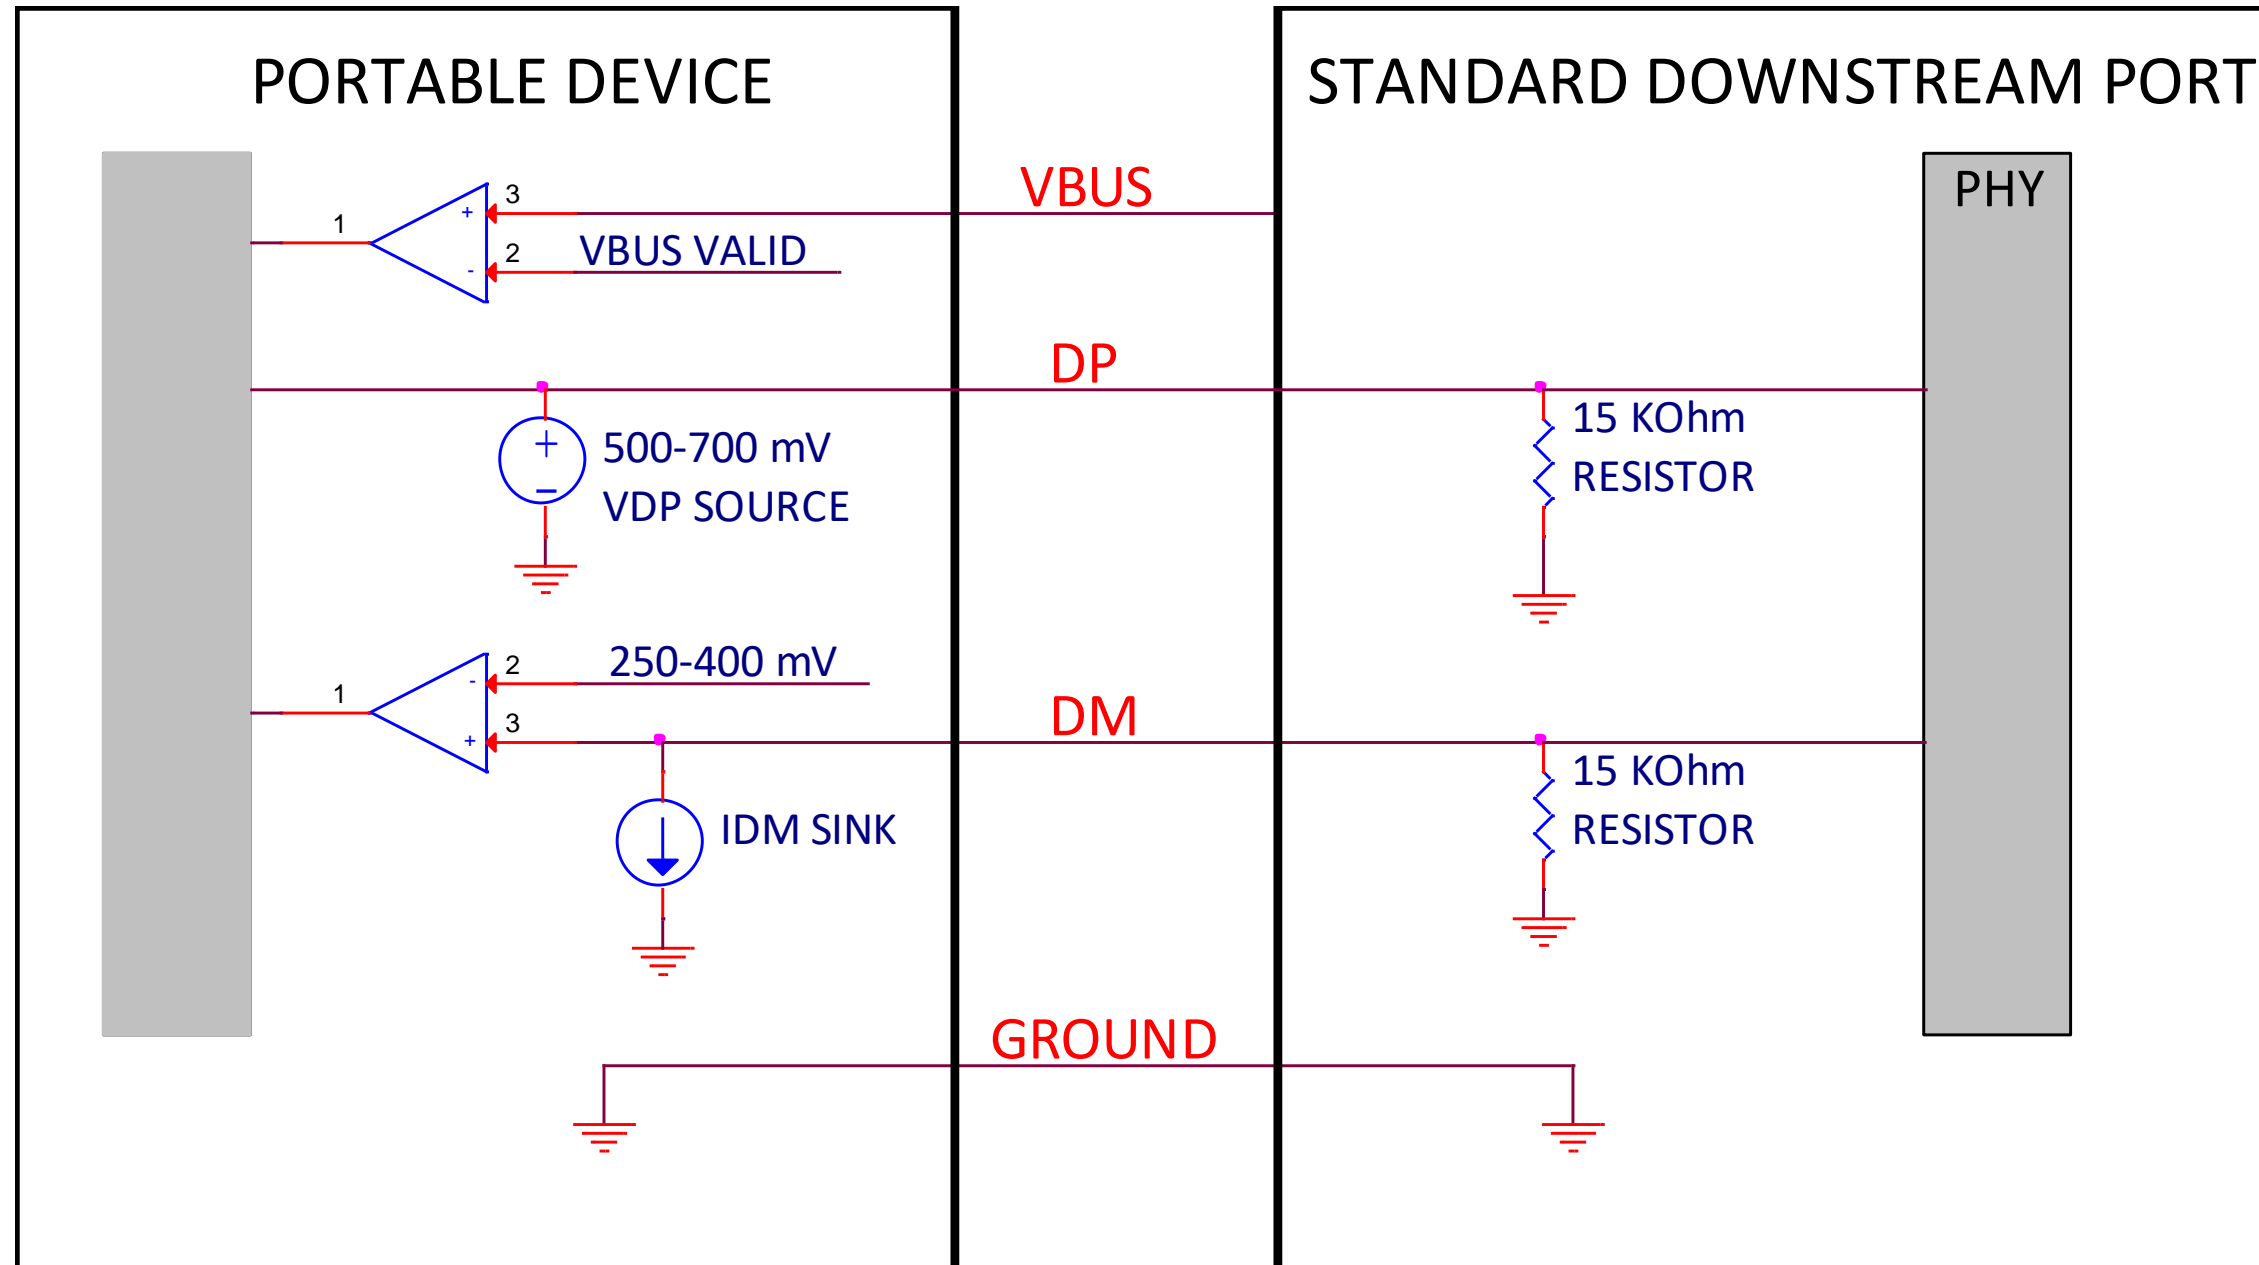 PORTABLE DEVICE
STANDARD DOWNSTREAM PORT
VBUS
PHY
3
+
1
2
-
VBUS VALID
DP
15 KOhm
RESISTOR
+
500-700 mV
VDP SOURCE
250-400 mV
2
-
1
3
+
DM
15 KOhm
RESISTOR
IDM SINK
GROUND